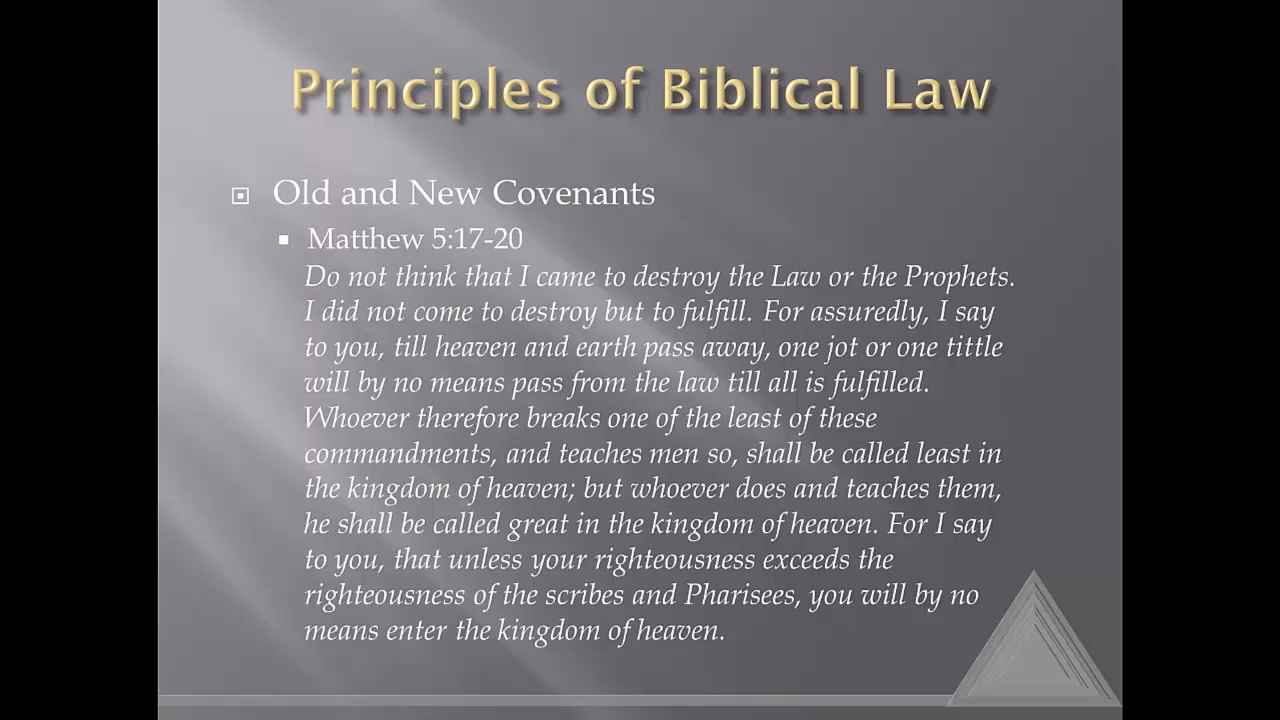 Principles of Biblical Law
Old and New Covenants
Matthew 5:17-20
Do not think that I came to destroy the Law or the Prophets.
I did not come to destroy but to fulfill. For assuredly, I say
to you, till heaven and earth pass away, one jot or one tittle
will by no means pass from the law till all is fulfilled.
Whoever therefore breaks one of the least of these
commandments, and teaches men so, shall be called least in
the kingdom of heaven; but whoever does and teaches them,
he shall be called great in the kingdom of heaven. For I say
to you, that unless your righteousness exceeds the
righteousness of the scribes and Pharisees, you will by no
means enter the kingdom of heaven.